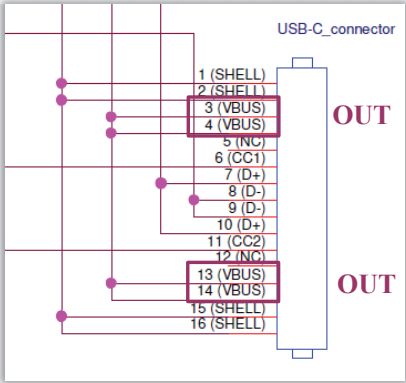 USB-C_connector
1 (SHELL)
2 (SHELL)
3 (VBUS)
OUT
4 (VBUS)
5 (NC)
6 (CC1)
7 (D+)
8 (D-)
9 (D-)
10 (D+)
11 (CC2)
12 (NC)
13 (VBUS)
OUT
14 (VBUS)
15 (SHELL)
16 (SHELL)